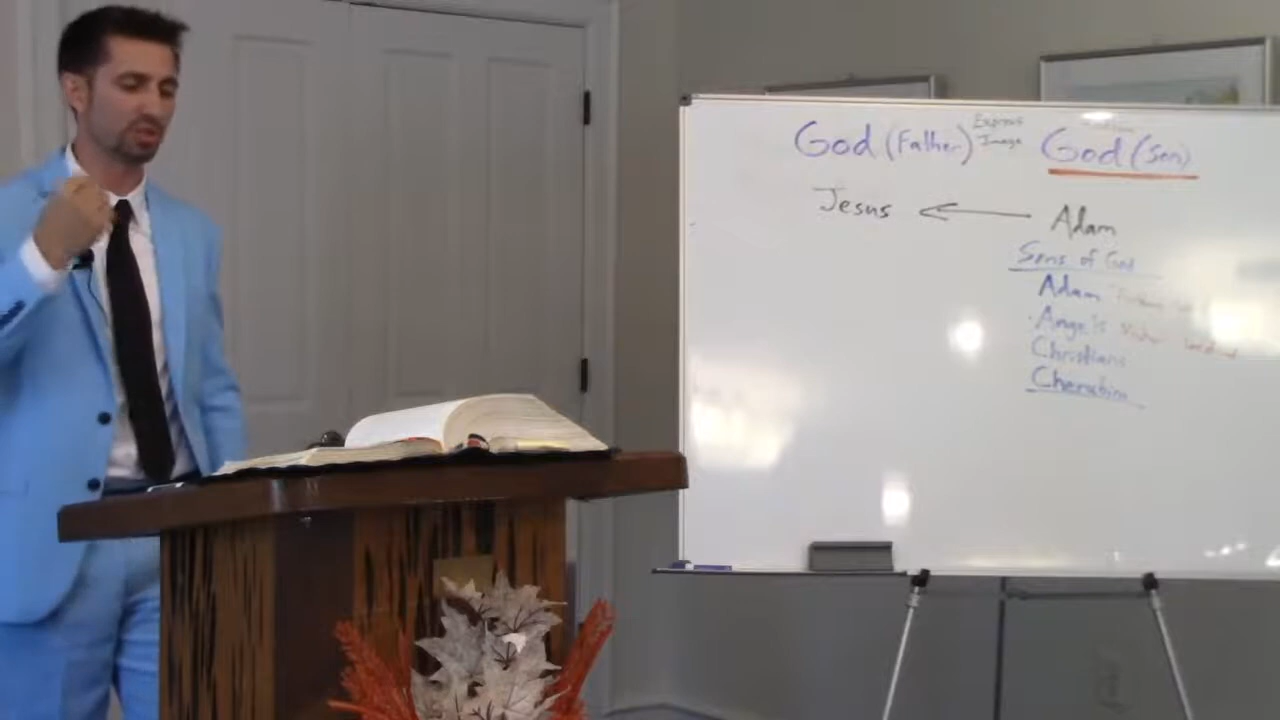 God (Father) Express Image God (Son)
Jesus ← Adam
Sons of God
Adam
Angels
Christians
Cherubim